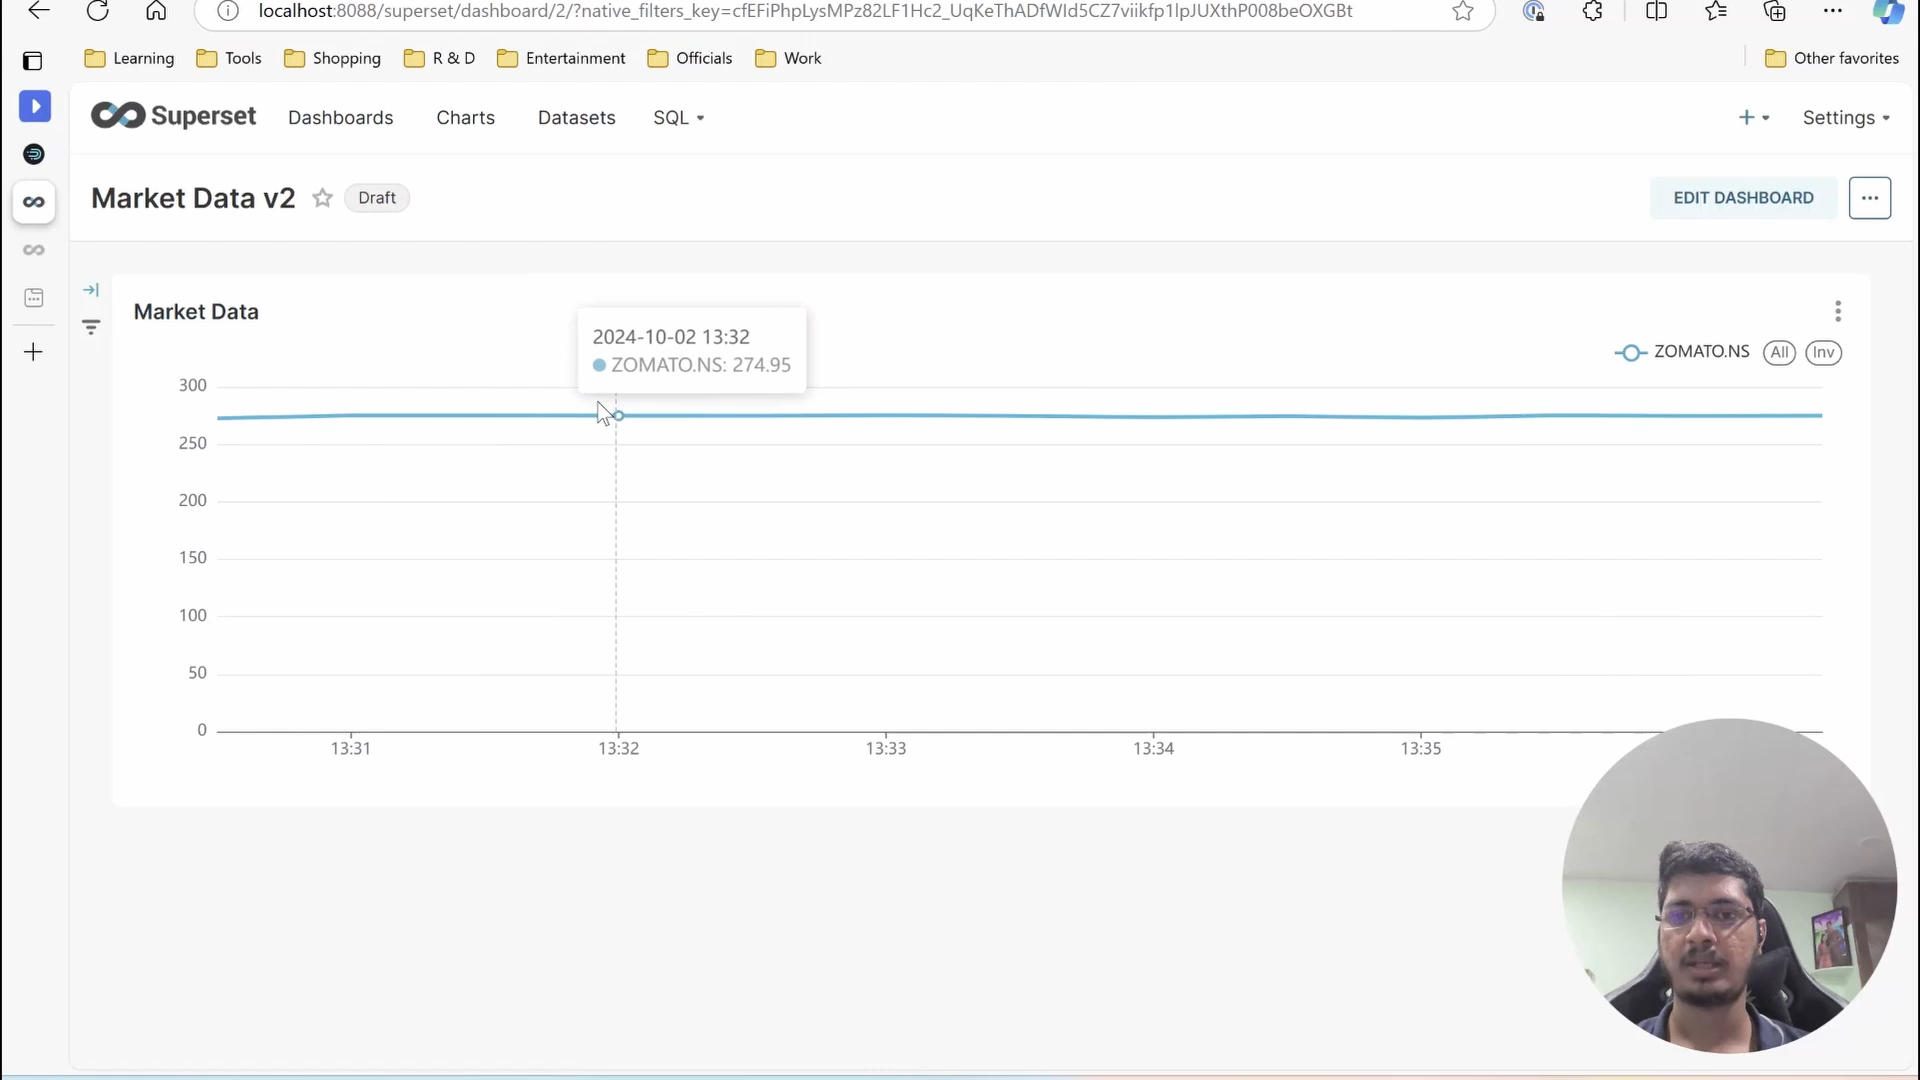 localhost:8088/superset/dashboard/2/?native_filters_key=cfEFiPhpLysMPz82LF1Hc2_UqKeThADfWId5CZ7viikfp1lpJUXthP008beOXGBt
Learning Tools Shopping R & D Entertainment Officials Work Other favorites
Superset Dashboards Charts Datasets SQL + Settings
Market Data v2 Draft EDIT DASHBOARD
Market Data
2024-10-02 13:32
ZOMATO.NS: 274.95
ZOMATO.NS All Inv
300
250
200
150
100
50
0
13:31 13:32 13:33 13:34 13:35